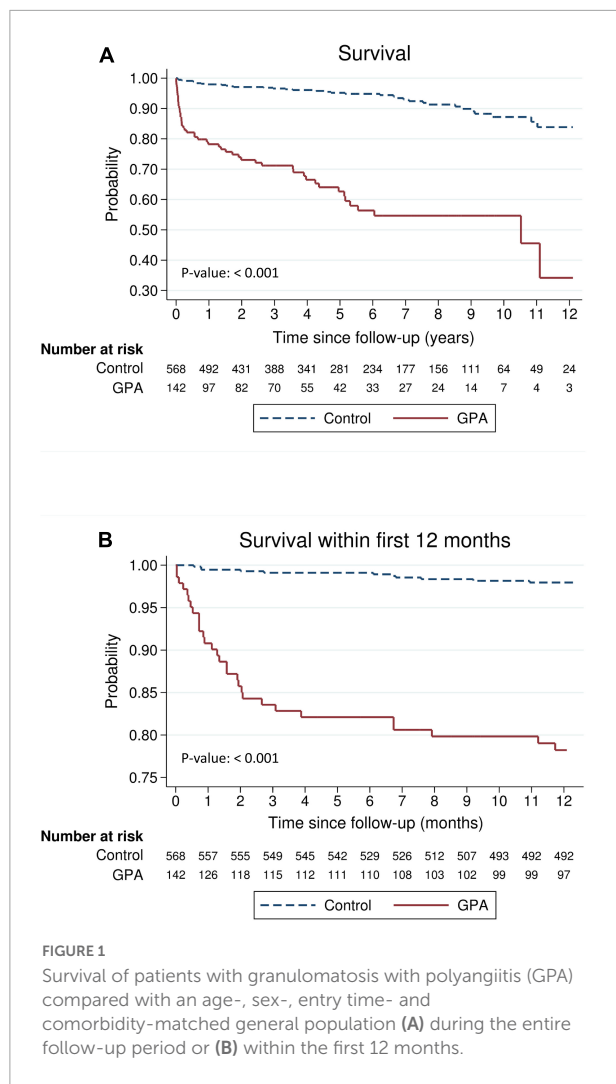 A
Survival
1.00
0.90
0.80
0.70
0.60
0.50
0.40
0.30
Probability
P-value: < 0.001
0 1 2 3 4 5 6 7 8 9 10 11 12
Time since follow-up (years)
Number at risk
Control 568 492 431 388 341 281 234 177 156 111 64 49 24
GPA 142 97 82 70 55 42 33 27 24 14 7 4 3
Control GPA
B
Survival within first 12 months
1.00
0.95
0.90
0.85
0.80
0.75
Probability
P-value: < 0.001
0 1 2 3 4 5 6 7 8 9 10 11 12
Time since follow-up (months)
Number at risk
Control 568 557 555 549 545 542 529 526 512 507 493 492 492
GPA 142 126 118 115 112 111 110 108 103 102 99 99 97
Control GPA
FIGURE 1
Survival of patients with granulomatosis with polyangiitis (GPA)
compared with an age-, sex-, entry time- and
comorbidity-matched general population (A) during the entire
follow-up period or (B) within the first 12 months.